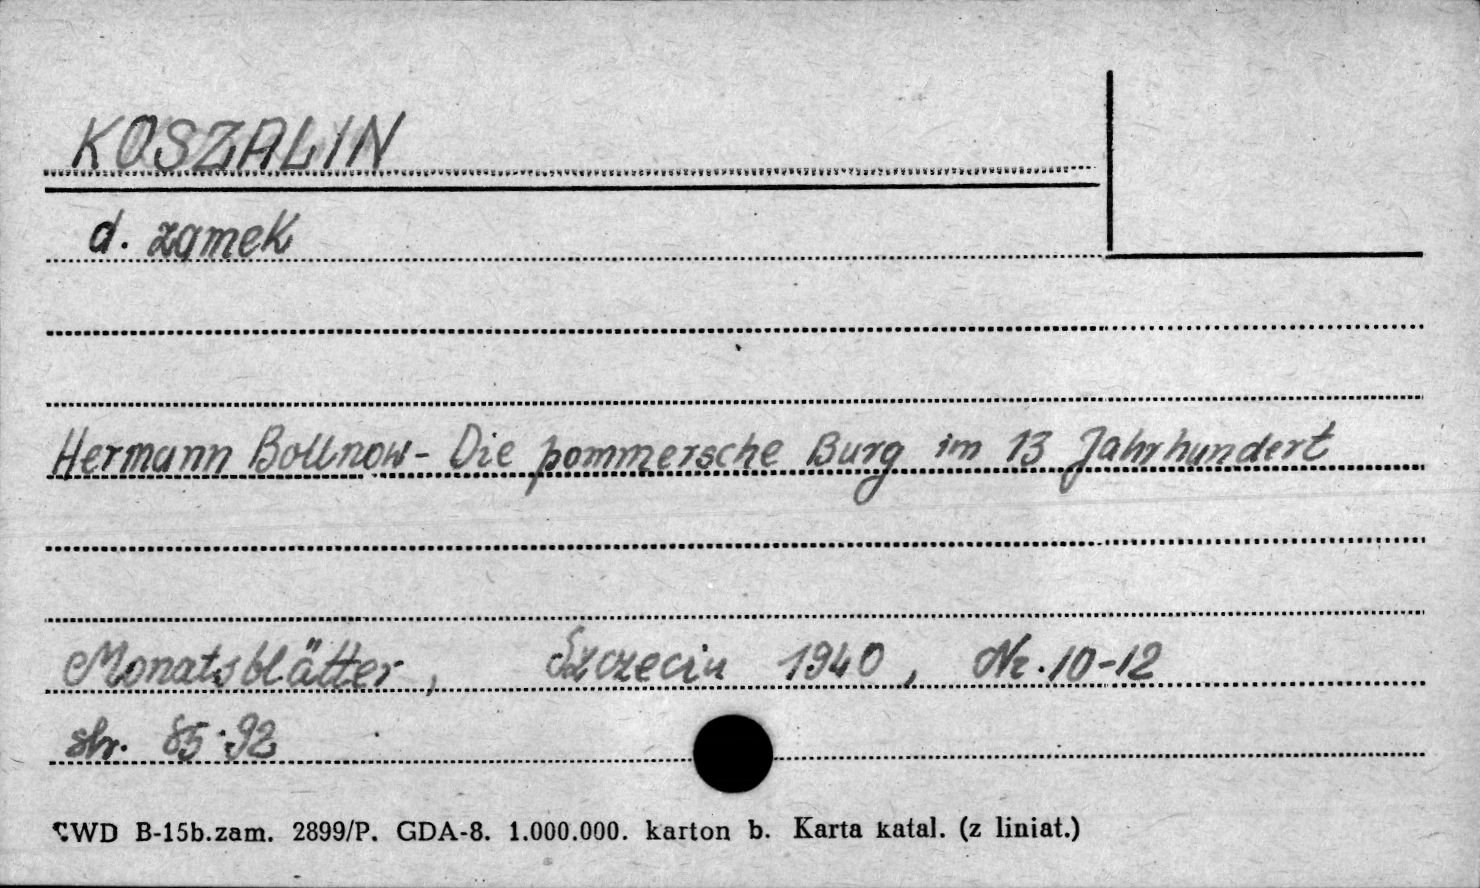 KOSZALIN
d. zamek
Hermann Bollnow - Die pommersche Burg im 13 Jahrhundert
Monatsblätter, Szczecin 1940, Nr. 10-12
str. 85-92
CWD B-15b.zam. 2899/P. GDA-8. 1.000.000. karton b. Karta katal. (z liniat.)